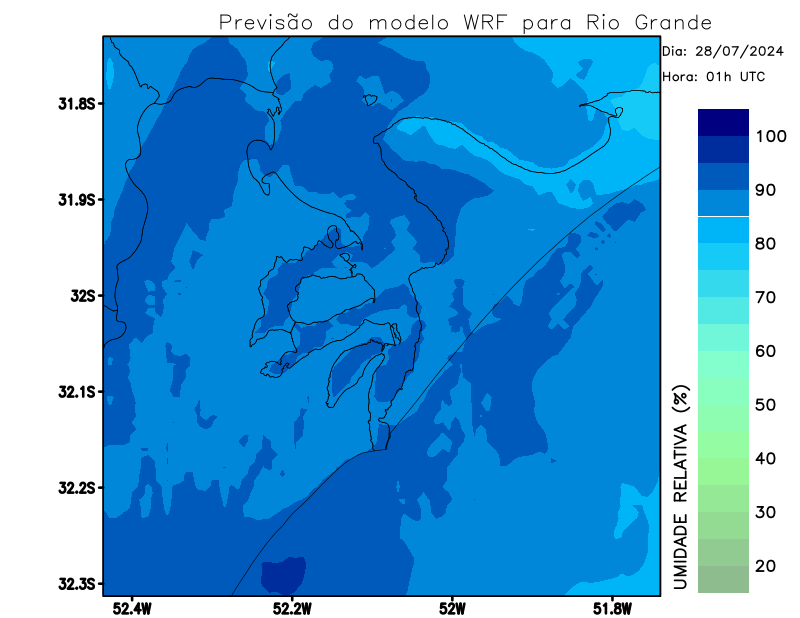 Previsão do modelo WRF para Rio Grande
Dia: 28/07/2024
Hora: 01h UTC
31.8S
31.9S
32S
32.1S
32.2S
32.3S
52.4W
52.2W
52W
51.8W
100
90
80
70
60
50
40
30
20
UMIDADE RELATIVA (%)